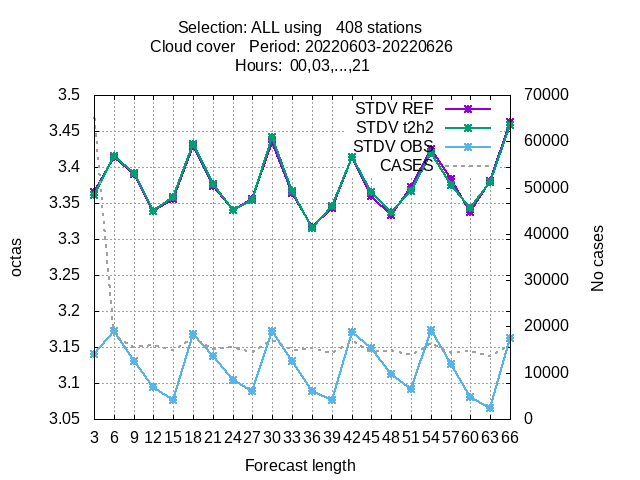 Selection: ALL using   408 stations
Cloud cover   Period: 20220603-20220626
Hours:  00,03,...,21
3.5
3.45
3.4
3.35
3.3
3.25
3.2
3.15
3.1
3.05
octas
STDV REF
STDV t2h2
STDV OBS
CASES
70000
60000
50000
40000
30000
20000
10000
0
No cases
3 6 9 12 15 18 21 24 27 30 33 36 39 42 45 48 51 54 57 60 63 66
Forecast length